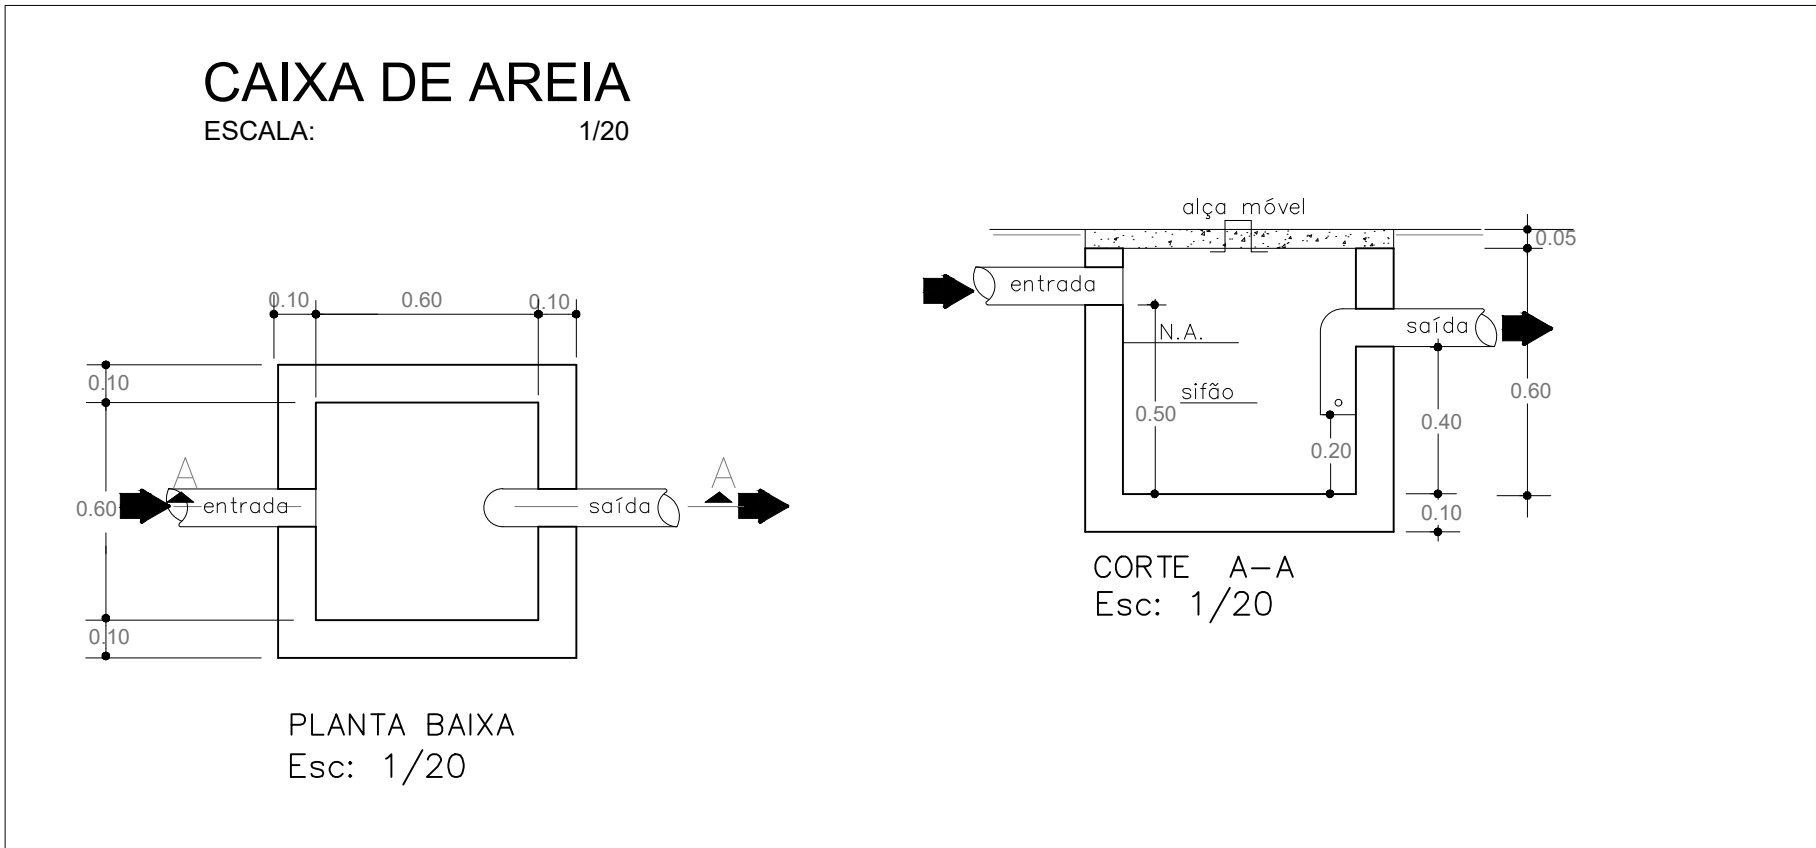 CAIXA DE AREIA
ESCALA: 1/20
0.10 0.60 0.10
0.10
A A
0.60 entrada saída
0.10
PLANTA BAIXA
Esc: 1/20
alça móvel
0.05
entrada
saída
N.A.
sifão
0.60
0.50
0.40
0.20
0.10
CORTE A-A
Esc: 1/20